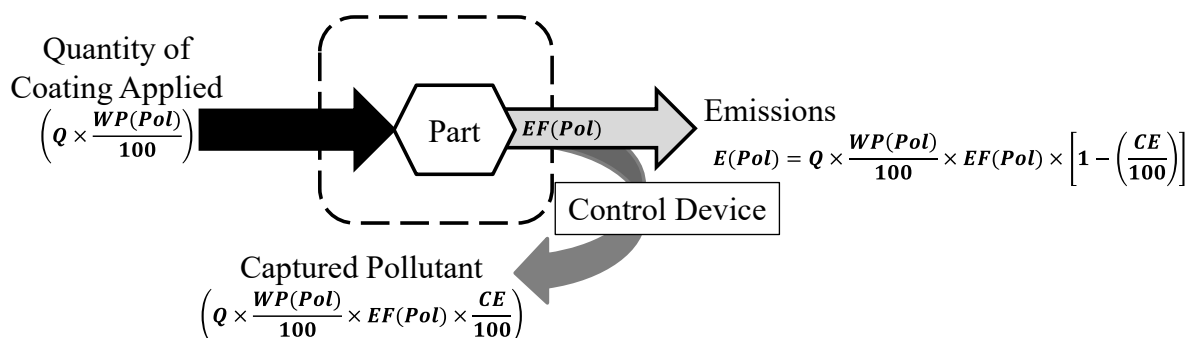 Quantity of
Coating Applied
(Q × WP(Pol)/100)
Part
EF(Pol)
Emissions
E(Pol) = Q × WP(Pol)/100 × EF(Pol) × [1 − (CE/100)]
Control Device
Captured Pollutant
(Q × WP(Pol)/100 × EF(Pol) × CE/100)